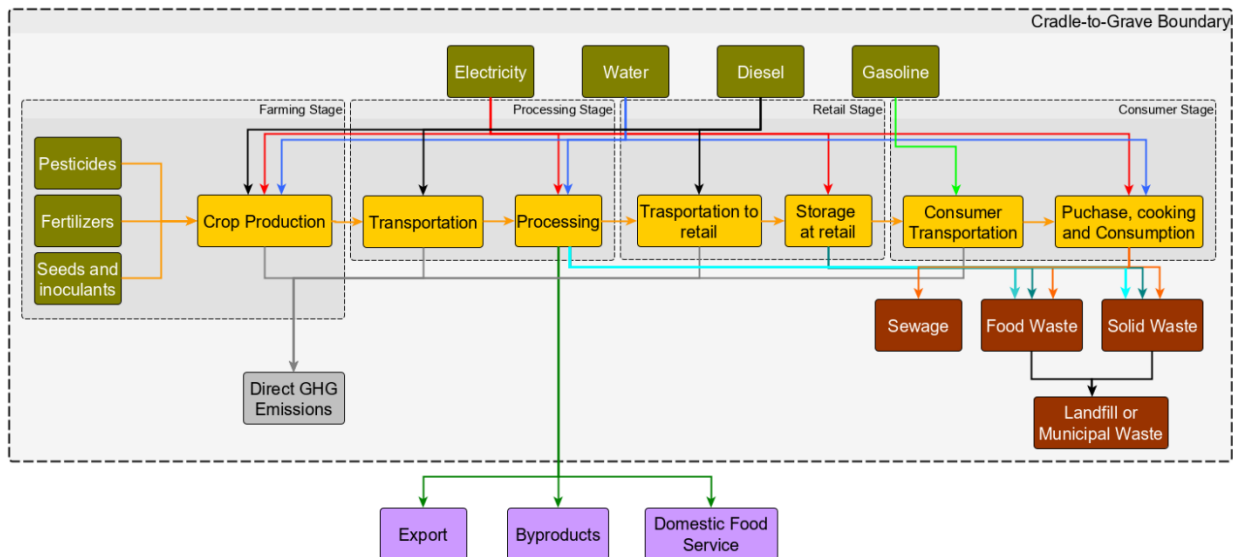 Cradle-to-Grave Boundary
Electricity
Water
Diesel
Gasoline
Farming Stage
Processing Stage
Retail Stage
Consumer Stage
Pesticides
Fertilizers
Seeds and
inoculants
Crop Production
Transportation
Processing
Trasportation to
retail
Storage
at retail
Consumer
Transportation
Puchase, cooking
and Consumption
Sewage
Food Waste
Solid Waste
Direct GHG
Emissions
Landfill or
Municipal Waste
Export
Byproducts
Domestic Food
Service